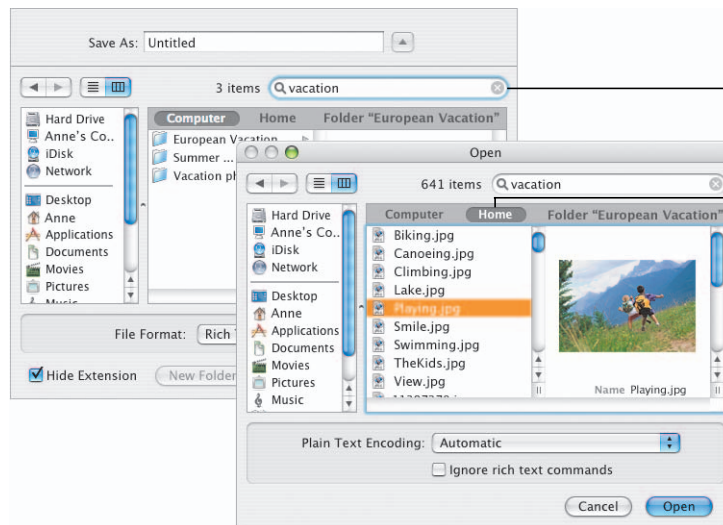 Save As: Untitled
3 items vacation
Hard Drive
Anne's Co..
iDisk
Network
Desktop
Anne
Applications
Documents
Movies
Pictures
Music
Computer Home Folder "European Vacation"
European Vacation
Summer ...
Vacation ph
File Format: Rich
Hide Extension New Folder
Open
641 items vacation
Hard Drive
Anne's Co..
iDisk
Network
Desktop
Anne
Applications
Documents
Movies
Pictures
Music
Computer Home Folder "European Vacation"
Biking.jpg
Canoeing.jpg
Climbing.jpg
Lake.jpg
Playing.jpg
Smile.jpg
Swimming.jpg
TheKids.jpg
View.jpg
Name Playing.jpg
Plain Text Encoding: Automatic
Ignore rich text commands
Cancel Open